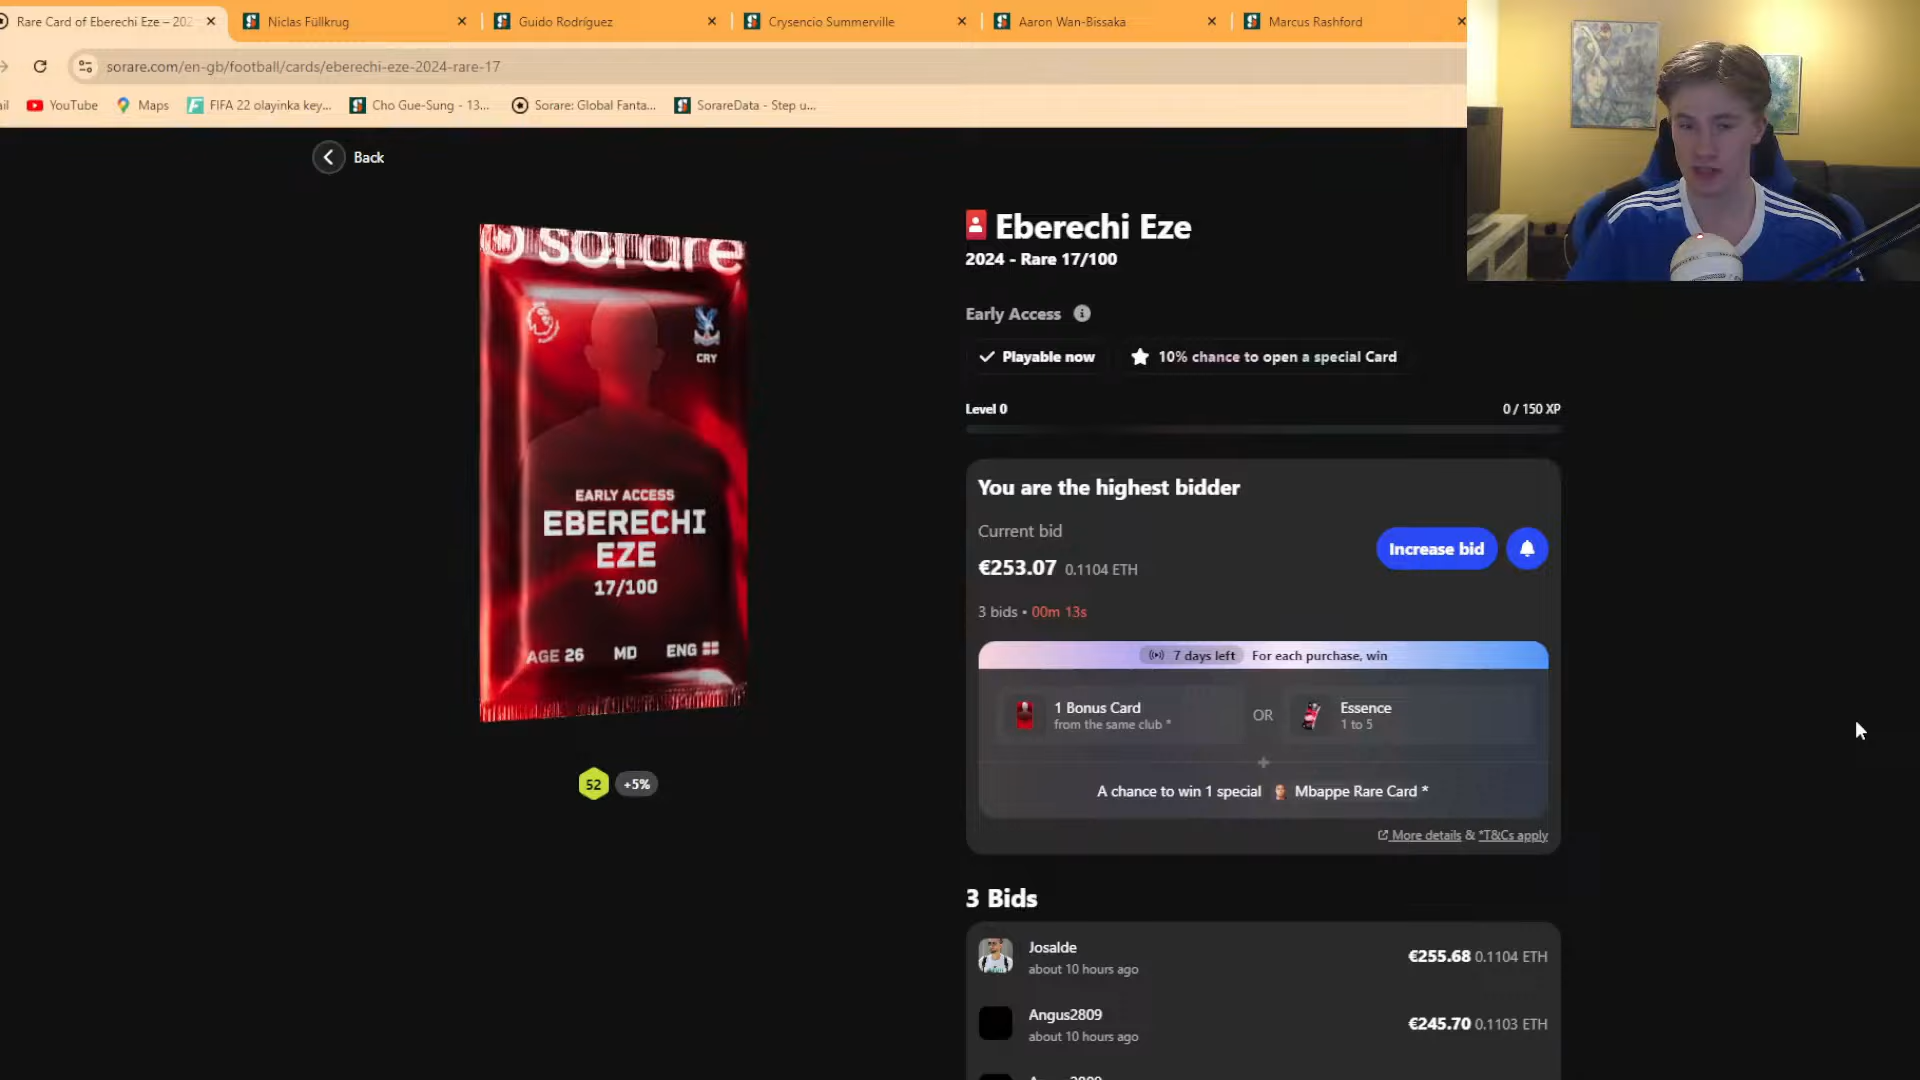 Rare Card of Eberechi Eze – 202
Niclas Füllkrug
Guido Rodríguez
Crysencio Summerville
Aaron Wan-Bissaka
Marcus Rashford
sorare.com/en-gb/football/cards/eberechi-eze-2024-rare-17
YouTube
Maps
FIFA 22 olayinka key...
Cho Gue-Sung - 13...
Sorare: Global Fanta...
SorareData - Step u...
Back
sorare
CRY
EARLY ACCESS
EBERECHI
EZE
17/100
AGE 26 MD ENG
52 +5%
Eberechi Eze
2024 - Rare 17/100
Early Access
Playable now
10% chance to open a special Card
Level 0
0 / 150 XP
You are the highest bidder
Current bid
€253.07 0.1104 ETH
Increase bid
3 bids • 00m 13s
7 days left For each purchase, win
1 Bonus Card
from the same club *
OR
Essence
1 to 5
+
A chance to win 1 special Mbappe Rare Card *
More details & *T&Cs apply
3 Bids
Josalde
about 10 hours ago
€255.68 0.1104 ETH
Angus2809
about 10 hours ago
€245.70 0.1103 ETH